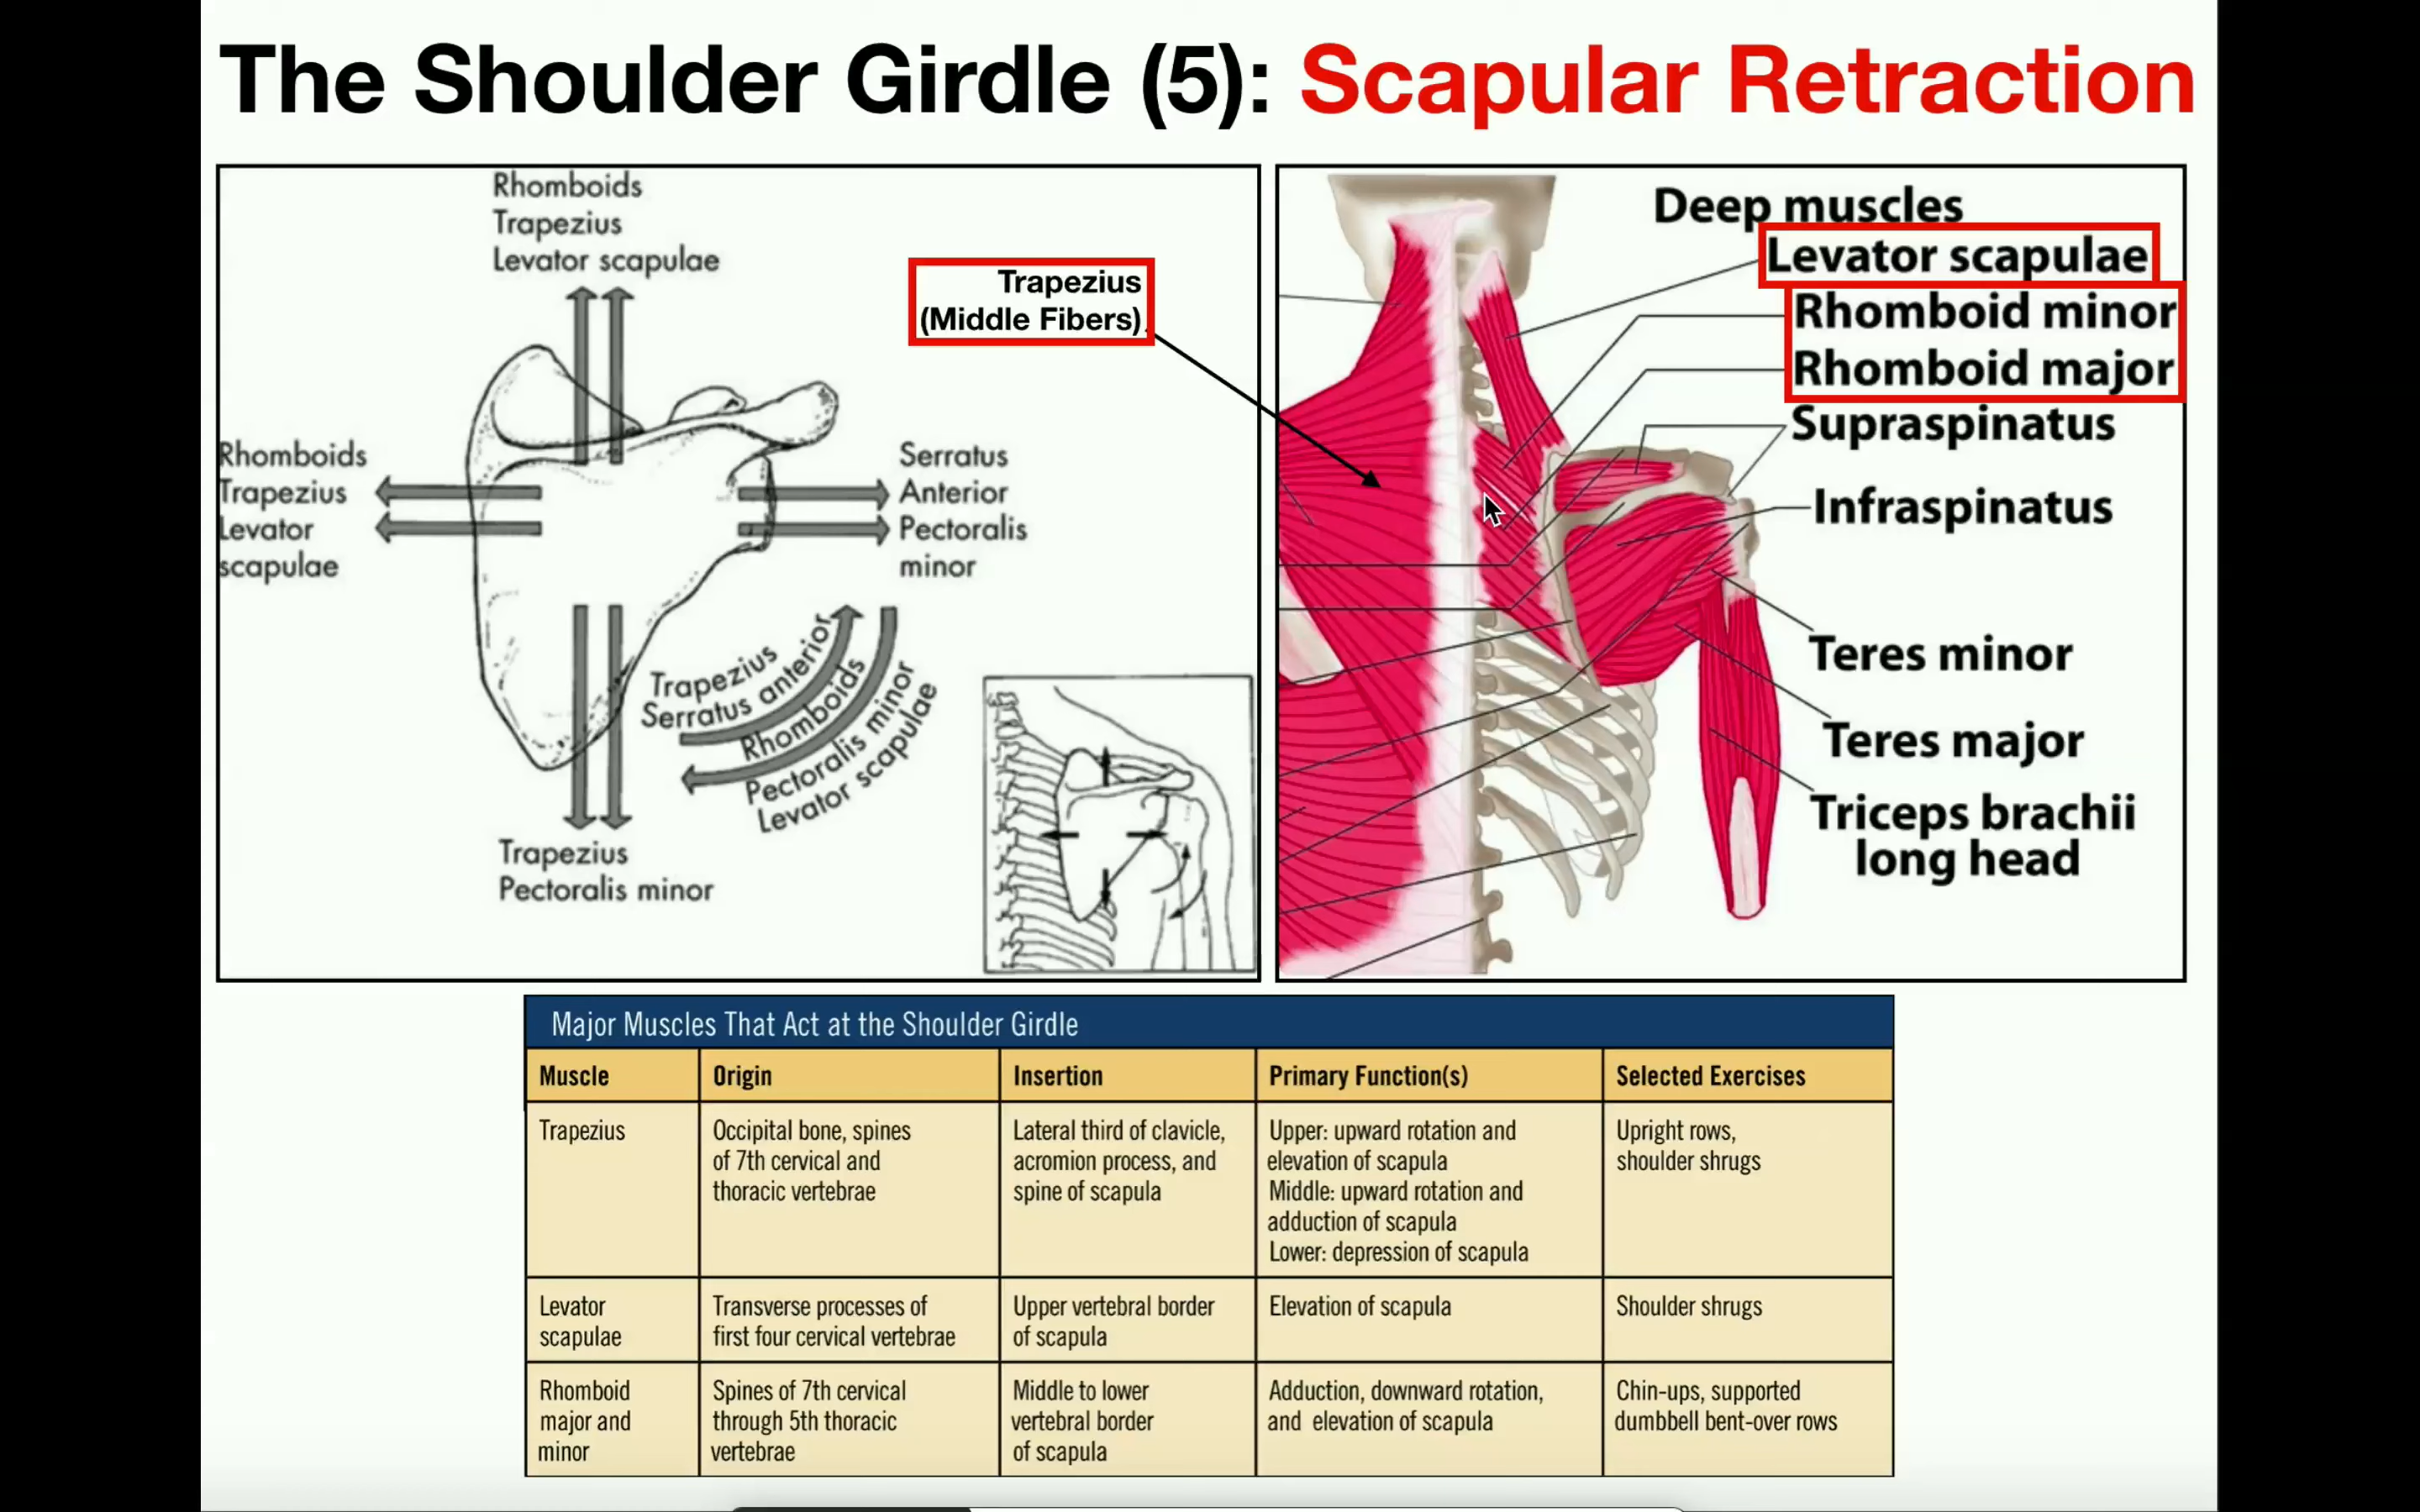 The Shoulder Girdle (5): Scapular Retraction
Rhomboids
Trapezius
Levator scapulae
Rhomboids
Trapezius
Levator
scapulae
Serratus
Anterior
Pectoralis
minor
Trapezius
Serratus anterior
Rhomboids
Pectoralis minor
Levator scapulae
Trapezius
Pectoralis minor
Trapezius
(Middle Fibers)
Deep muscles
Levator scapulae
Rhomboid minor
Rhomboid major
Supraspinatus
Infraspinatus
Teres minor
Teres major
Triceps brachii
long head
Major Muscles That Act at the Shoulder Girdle
Muscle Origin Insertion Primary Function(s) Selected Exercises
Trapezius Occipital bone, spines Lateral third of clavicle, Upper: upward rotation and Upright rows,
of 7th cervical and acromion process, and elevation of scapula shoulder shrugs
thoracic vertebrae spine of scapula Middle: upward rotation and
adduction of scapula
Lower: depression of scapula
Levator Transverse processes of Upper vertebral border Elevation of scapula Shoulder shrugs
scapulae first four cervical vertebrae of scapula
Rhomboid Spines of 7th cervical Middle to lower Adduction, downward rotation, Chin-ups, supported
major and through 5th thoracic vertebral border and elevation of scapula dumbbell bent-over rows
minor vertebrae of scapula